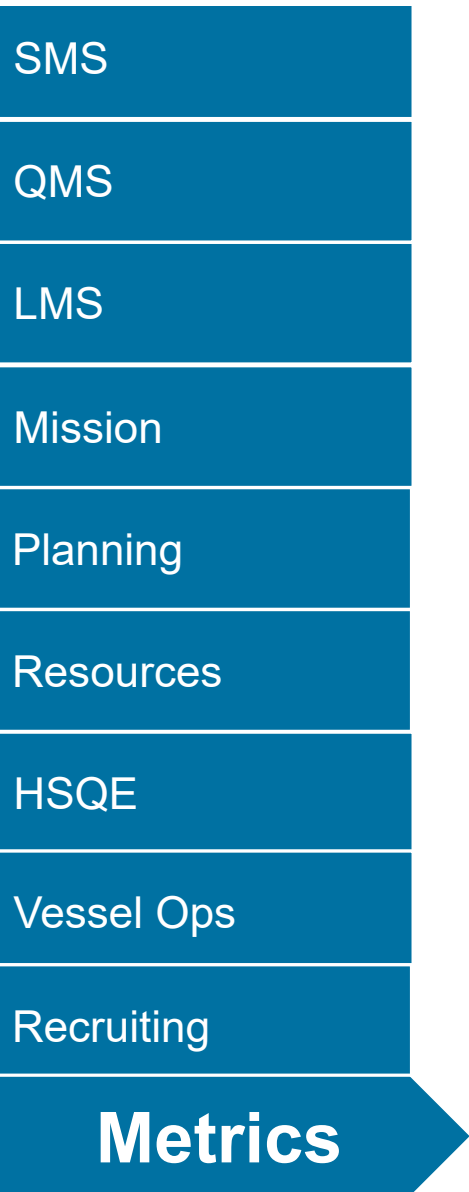 SMS
QMS
LMS
Mission
Planning
Resources
HSQE
Vessel Ops
Recruiting
Metrics